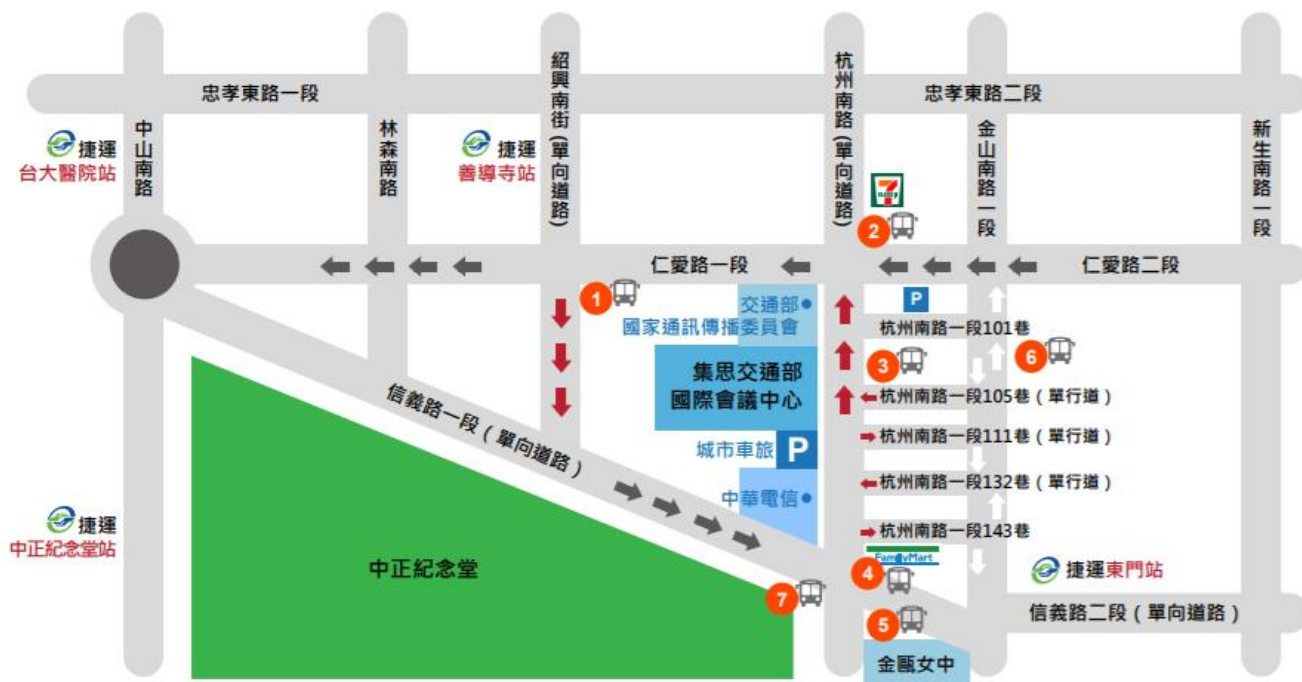 忠孝東路一段
忠孝東路二段
中山南路
林森南路
紹興南街(單向道路)
杭州南路(單向道路)
金山南路一段
新生南路一段
捷運
台大醫院站
捷運
善導寺站
7
2
仁愛路一段
仁愛路二段
1
交通部
國家通訊傳播委員會
P
杭州南路一段101巷
3
6
集思交通部
國際會議中心
杭州南路一段105巷(單行道)
信義路一段(單向道路)
杭州南路一段111巷(單行道)
城市車旅 P
杭州南路一段132巷(單行道)
中華電信
捷運
中正紀念堂站
杭州南路一段143巷
FamilyMart
中正紀念堂
4
捷運東門站
7
5
信義路二段(單向道路)
金甌女中